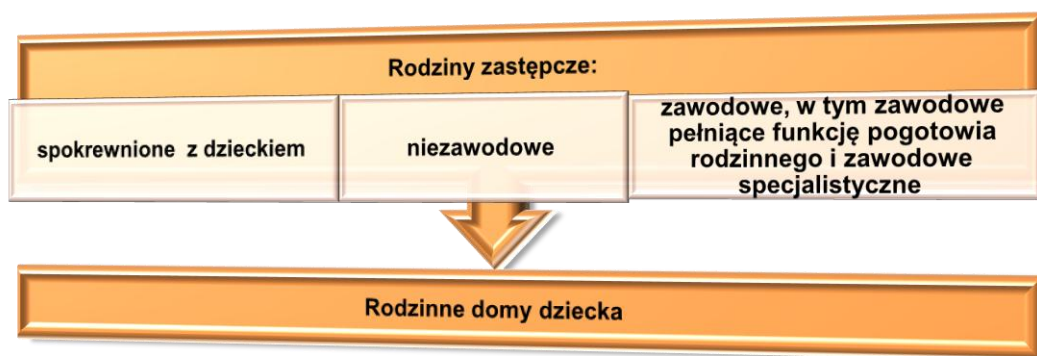 Rodziny zastępcze:
spokrewnione z dzieckiem
niezawodowe
zawodowe, w tym zawodowe
pełniące funkcję pogotowia
rodzinnego i zawodowe
specjalistyczne
Rodzinne domy dziecka